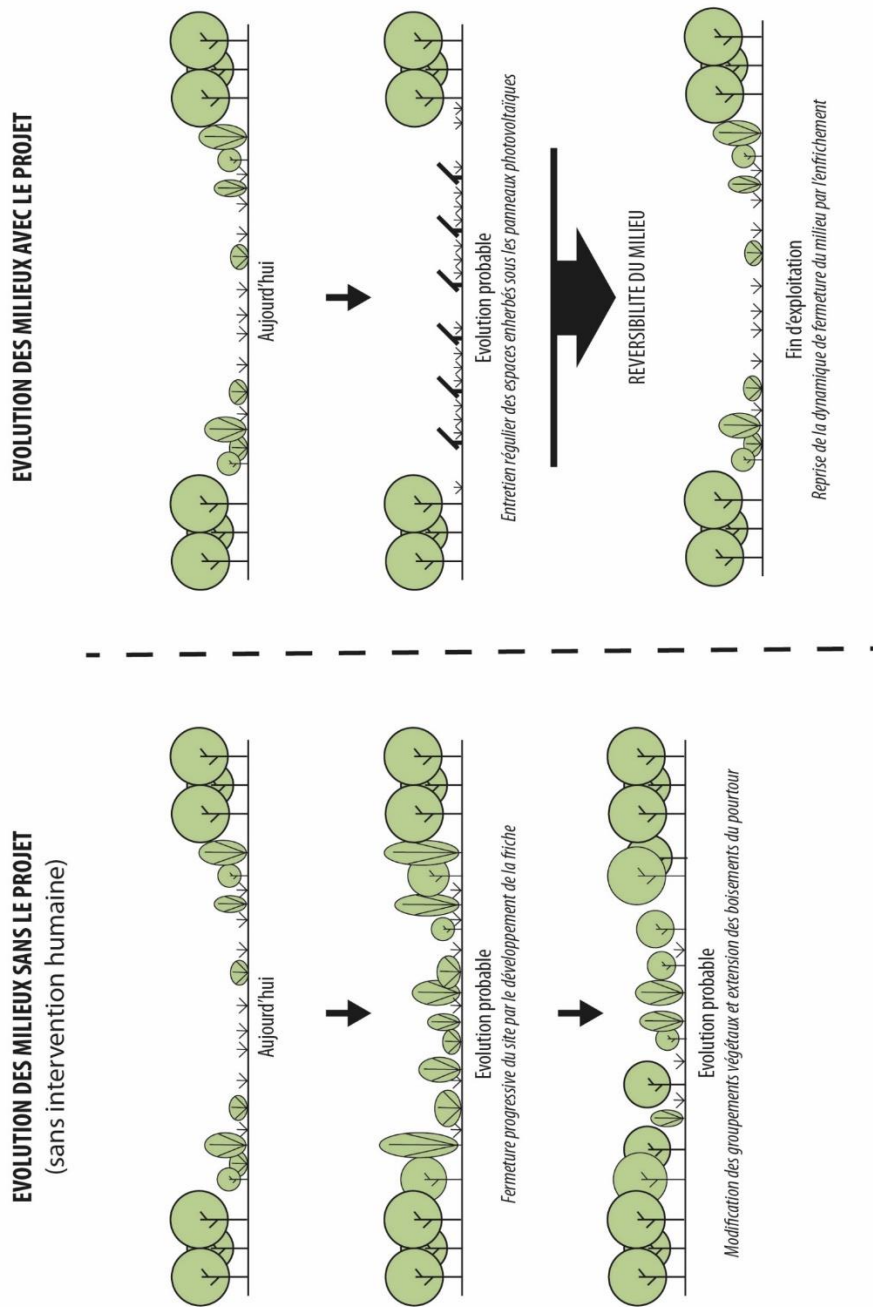 EVOLUTION DES MILIEUX SANS LE PROJET
(sans intervention humaine)
Aujourd'hui
Evolution probable
Fermeture progressive du site par le développement de la friche
Evolution probable
Modification des groupements végétaux et extension des boisements du pourtour
EVOLUTION DES MILIEUX AVEC LE PROJET
Aujourd'hui
Evolution probable
Entretien régulier des espaces enherbés sous les panneaux photovoltaïques
REVERSIBILITE DU MILIEU
Fin d'exploitation
Reprise de la dynamique de fermeture du milieu par l'enfrichement